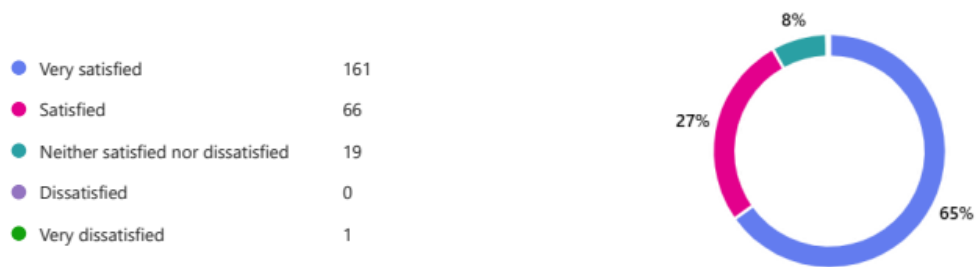 Very satisfied 161
Satisfied 66
Neither satisfied nor dissatisfied 19
Dissatisfied 0
Very dissatisfied 1
8%
27%
65%